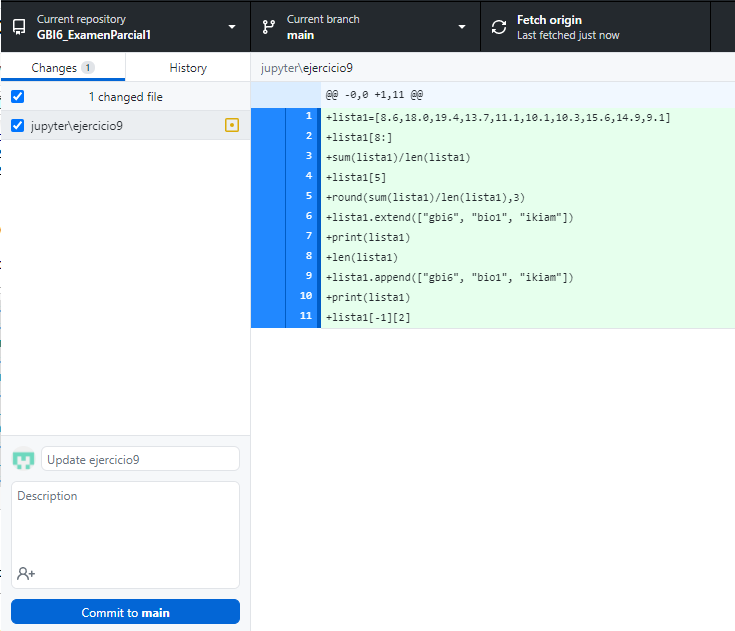 Current repository
GBI6_ExamenParcial1
Current branch
main
Fetch origin
Last fetched just now
Changes 1
History
1 changed file
jupyter\ejercicio9
jupyter\ejercicio9
@@ -0,0 +1,11 @@
1 +lista1=[8.6,18.0,19.4,13.7,11.1,10.1,10.3,15.6,14.9,9.1]
2 +lista1[8:]
3 +sum(lista1)/len(lista1)
4 +lista1[5]
5 +round(sum(lista1)/len(lista1),3)
6 +lista1.extend(["gbi6", "bio1", "ikiam"])
7 +print(lista1)
8 +len(lista1)
9 +lista1.append(["gbi6", "bio1", "ikiam"])
10 +print(lista1)
11 +lista1[-1][2]
Update ejercicio9
Description
Commit to main